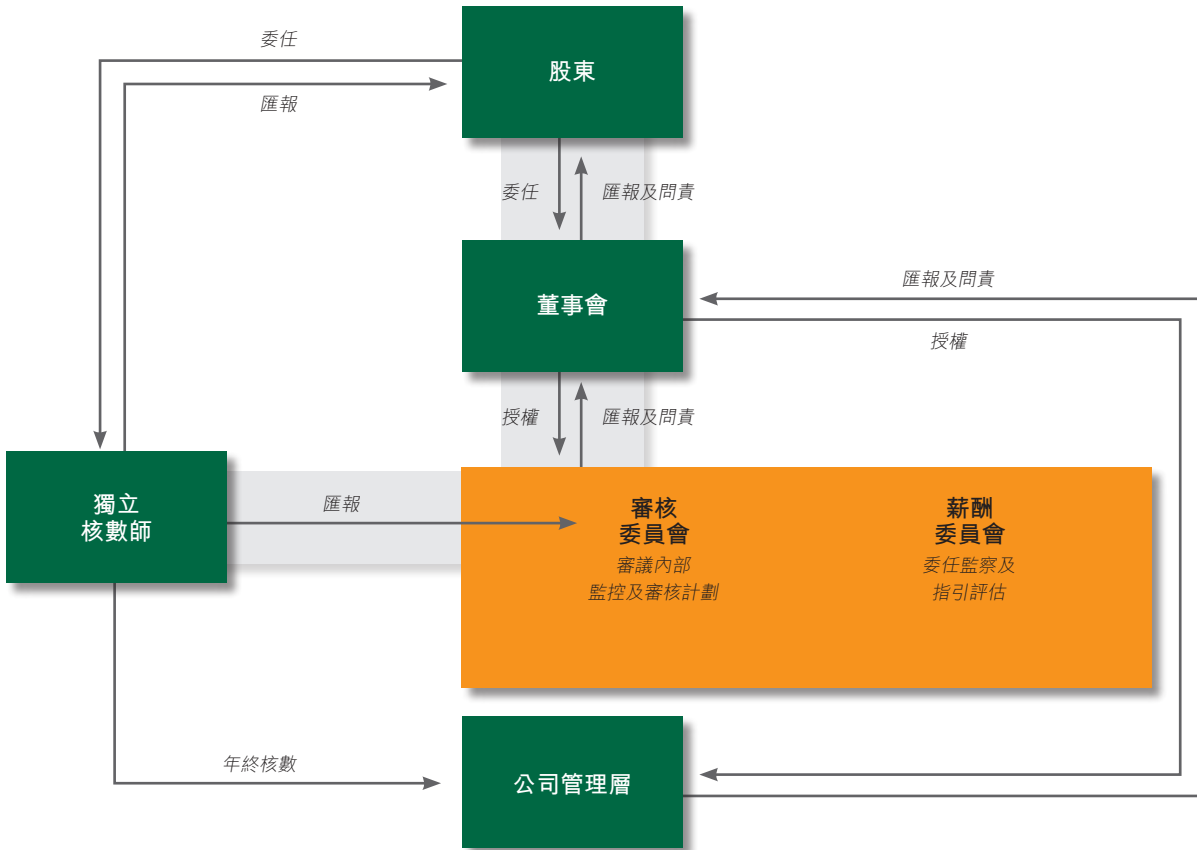 委任
股東
匯報
委任
匯報及問責
匯報及問責
董事會
授權
授權
匯報及問責
獨立
核數師
匯報
審核
委員會
審議內部
監控及審核計劃
薪酬
委員會
委任監察及
指引評估
年終核數
公司管理層